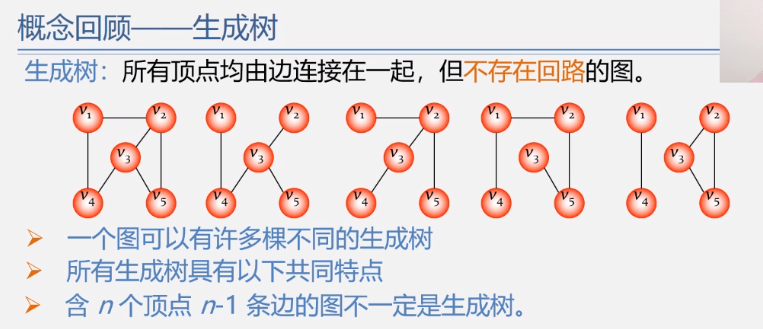 概念回顾——生成树
生成树：所有顶点均由边连接在一起，但不存在回路的图。
v1 v2 v1 v2 v1 v2 v1 v2 v1 v2
v3 v3 v3 v3 v3
v4 v5 v4 v5 v4 v5 v4 v5 v4 v5
➢ 一个图可以有许多棵不同的生成树
➢ 所有生成树具有以下共同特点
➢ 含 n 个顶点 n-1 条边的图不一定是生成树。